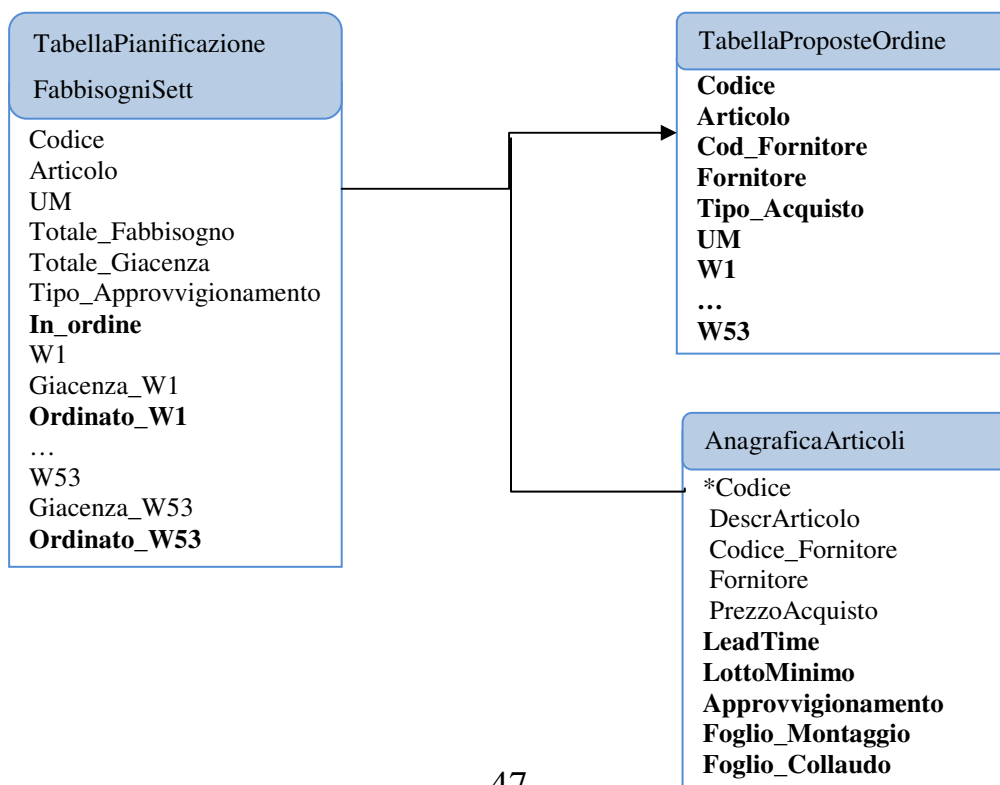 TabellaPianificazione
FabbisogniSett
Codice
Articolo
UM
Totale_Fabbisogno
Totale_Giacenza
Tipo_Approvvigionamento
In_ordine
W1
Giacenza_W1
Ordinato_W1
…
W53
Giacenza_W53
Ordinato_W53
TabellaProposteOrdine
Codice
Articolo
Cod_Fornitore
Fornitore
Tipo_Acquisto
UM
W1
…
W53
AnagraficaArticoli
*Codice
DescrArticolo
Codice_Fornitore
Fornitore
PrezzoAcquisto
LeadTime
LottoMinimo
Approvvigionamento
Foglio_Montaggio
Foglio_Collaudo
47